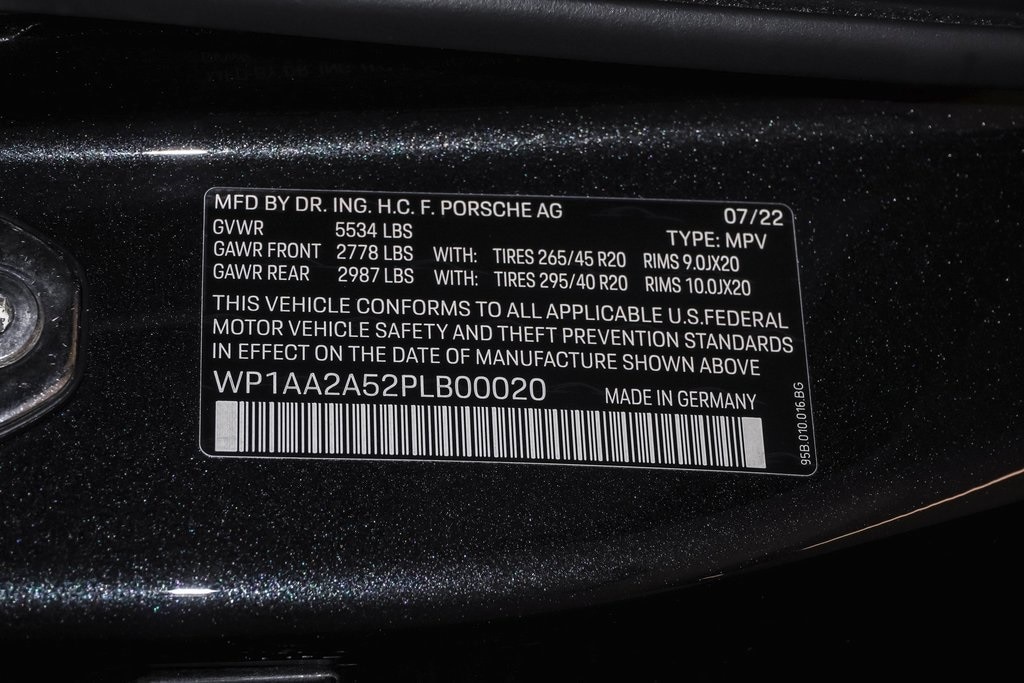 MFD BY DR. ING. H.C. F. PORSCHE AG 07/22
GVWR 5534 LBS TYPE: MPV
GAWR FRONT 2778 LBS WITH: TIRES 265/45 R20 RIMS 9.0JX20
GAWR REAR 2987 LBS WITH: TIRES 295/40 R20 RIMS 10.0JX20
THIS VEHICLE CONFORMS TO ALL APPLICABLE U.S.FEDERAL
MOTOR VEHICLE SAFETY AND THEFT PREVENTION STANDARDS
IN EFFECT ON THE DATE OF MANUFACTURE SHOWN ABOVE
WP1AA2A52PLB00020 MADE IN GERMANY
95B.010.016.BG